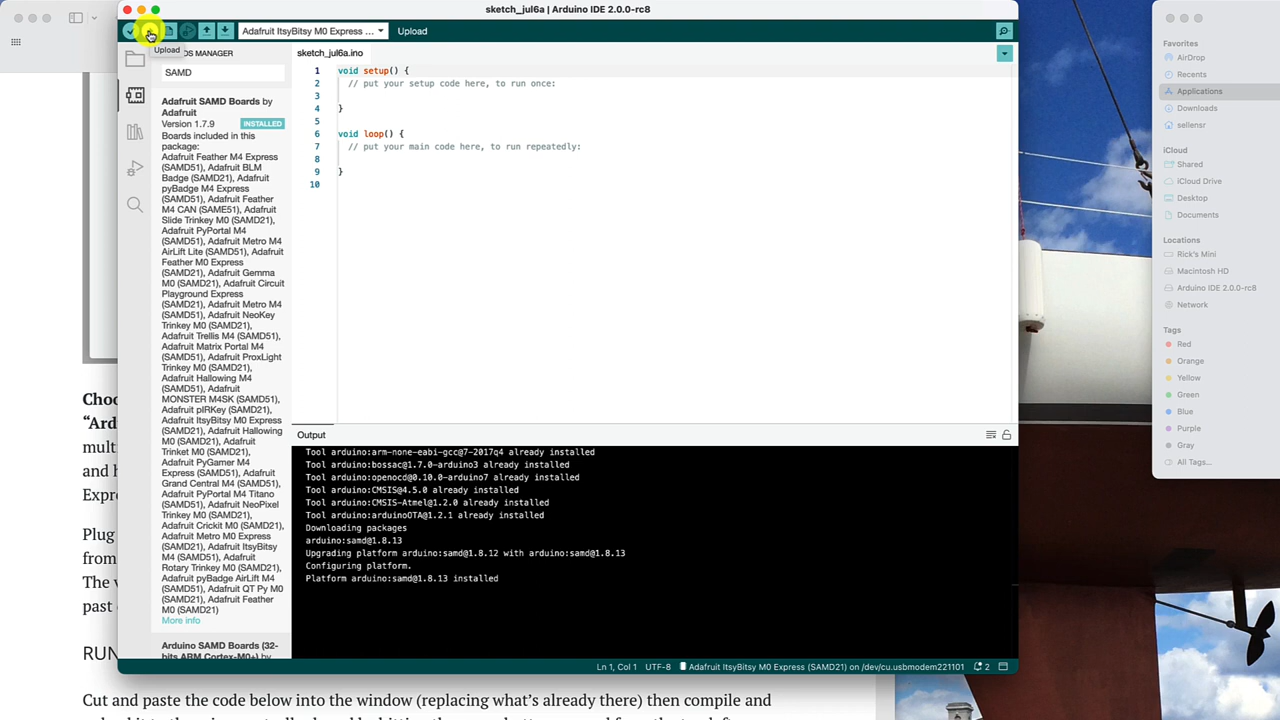 sketch_jul6a | Arduino IDE 2.0.0-rc8
Adafruit ItsyBitsy M0 Express ...
Upload
Upload
DS MANAGER
SAMD
Adafruit SAMD Boards by
Adafruit
Version 1.7.9 INSTALLED
Boards included in this
package:
Adafruit Feather M4 Express
(SAMD51), Adafruit BLM
Badge (SAMD21), Adafruit
pyBadge M4 Express
(SAMD51), Adafruit Feather
M4 CAN (SAME51), Adafruit
Slide Trinkey M0 (SAMD21),
Adafruit PyPortal M4
(SAMD51), Adafruit Metro M4
AirLift Lite (SAMD51), Adafruit
Feather M0 Express
(SAMD21), Adafruit Gemma
M0 (SAMD21), Adafruit Circuit
Playground Express
(SAMD21), Adafruit Metro M4
(SAMD51), Adafruit NeoKey
Trinkey M0 (SAMD21),
Adafruit Trellis M4 (SAMD51),
Adafruit Matrix Portal M4
(SAMD51), Adafruit ProxLight
Trinkey M0 (SAMD21),
Adafruit Hallowing M4
(SAMD51), Adafruit
MONSTER M4SK (SAMD51),
Adafruit pIRKey (SAMD21),
Adafruit ItsyBitsy M0 Express
(SAMD21), Adafruit Hallowing
M0 (SAMD21), Adafruit
Trinket M0 (SAMD21),
Adafruit PyGamer M4
Express (SAMD51), Adafruit
Grand Central M4 (SAMD51),
Adafruit PyPortal M4 Titano
(SAMD51), Adafruit NeoPixel
Trinkey M0 (SAMD21),
Adafruit Crickit M0 (SAMD21),
Adafruit Metro M0 Express
(SAMD21), Adafruit ItsyBitsy
M4 (SAMD51), Adafruit
Rotary Trinkey M0 (SAMD21),
Adafruit pyBadge AirLift M4
(SAMD51), Adafruit QT Py M0
(SAMD21), Adafruit Feather
M0 (SAMD21)
More info
Arduino SAMD Boards (32-
bits ARM Cortex-M0+) by
sketch_jul6a.ino
1 void setup() {
2 // put your setup code here, to run once:
3
4 }
5
6 void loop() {
7 // put your main code here, to run repeatedly:
8
9 }
10
Output
Tool arduino:arm-none-eabi-gcc@7-2017q4 already installed
Tool arduino:bossac@1.7.0-arduino3 already installed
Tool arduino:openocd@0.10.0-arduino7 already installed
Tool arduino:CMSIS@4.5.0 already installed
Tool arduino:CMSIS-Atmel@1.2.0 already installed
Tool arduino:arduinoOTA@1.2.1 already installed
Downloading packages
arduino:samd@1.8.13
Upgrading platform arduino:samd@1.8.12 with arduino:samd@1.8.13
Configuring platform.
Platform arduino:samd@1.8.13 installed
Ln 1, Col 1 UTF-8 Adafruit ItsyBitsy M0 Express (SAMD21) on /dev/cu.usbmodem221101 2
Choo
“Ard
mult
and h
Expre
Plug
from
The v
past
RUN
Cut and paste the code below into the window (replacing what’s already there) then compile and
Favorites
AirDrop
Recents
Applications
Downloads
sellensr
iCloud
Shared
iCloud Drive
Desktop
Documents
Locations
Rick's Mini
Macintosh HD
Arduino IDE 2.0.0-rc8
Network
Tags
Red
Orange
Yellow
Green
Blue
Purple
Gray
All Tags...